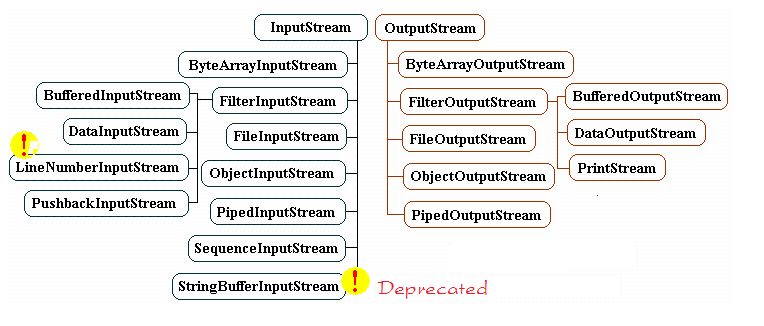 InputStream
OutputStream
ByteArrayInputStream
ByteArrayOutputStream
BufferedInputStream
FilterInputStream
FilterOutputStream
BufferedOutputStream
DataInputStream
FileInputStream
FileOutputStream
DataOutputStream
!
LineNumberInputStream
ObjectInputStream
ObjectOutputStream
PrintStream
PushbackInputStream
PipedInputStream
PipedOutputStream
SequenceInputStream
StringBufferInputStream
!
Deprecated